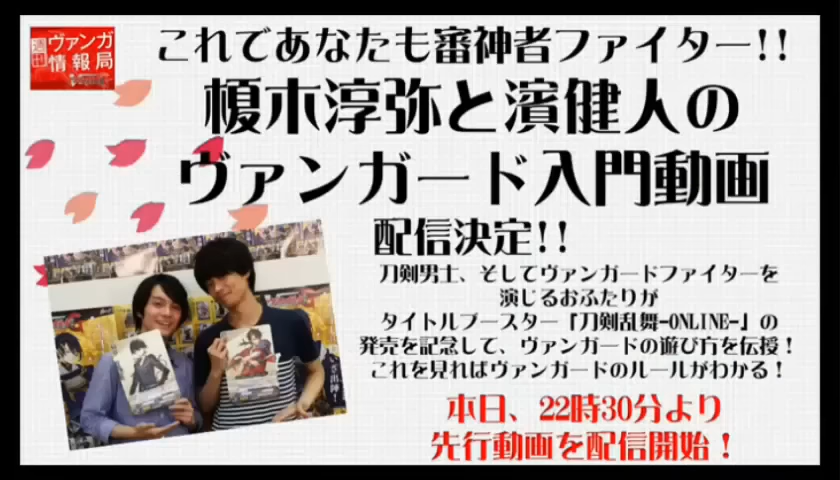 週刊
ヴァンガ
情報局
これであなたも審神者ファイター!!
榎木淳弥と濱健人の
ヴァンガード入門動画
配信決定!!
刀剣男士、そしてヴァンガードファイターを
演じるおふたりが
タイトルブースター『刀剣乱舞-ONLINE-』の
発売を記念して、ヴァンガードの遊び方を伝授！
これを見ればヴァンガードのルールがわかる！
本日、22時30分より
先行動画を配信開始！
いざ出陣！